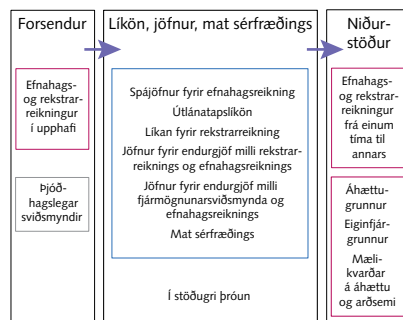 Forsendur
Efnahags-
og rekstrar-
reikningur
í upphafi
Þjóð-
hagslegar
sviðsmyndir
Líkön, jöfnur, mat sérfræðings
Spájöfnur fyrir efnahagsreikning
Útlánatapslíkön
Líkan fyrir rekstrarreikning
Jöfnur fyrir endurgjöf milli rekstrar-
reiknings og efnahagsreiknings
Jöfnur fyrir endurgjöf milli
fjármögnunarsviðsmynda og
efnahagsreiknings
Mat sérfræðings
Í stöðugri þróun
Niður-
stöður
Efnahags-
og rekstrar-
reikningur
frá einum
tíma til
annars
Áhættu-
grunnur
Eiginfjár-
grunnur
Mæli-
kvarðar
á áhættu
og arðsemi